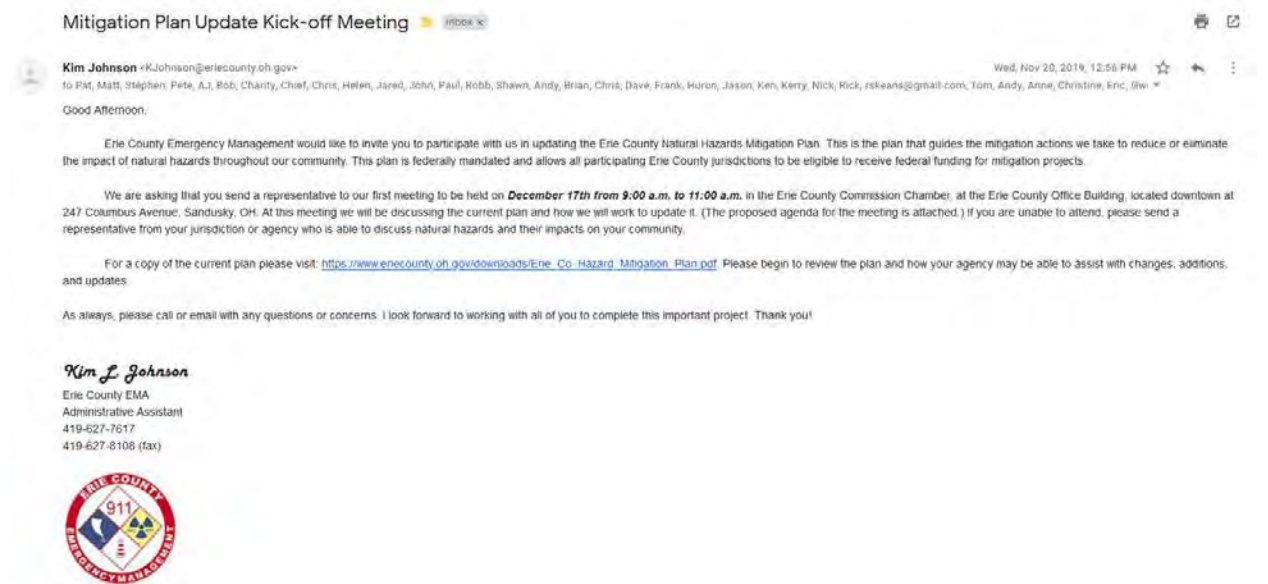 Mitigation Plan Update Kick-off Meeting Inbox x
Kim Johnson <KJohnson@eriecounty.oh.gov> Wed, Nov 20, 2019, 12:56 PM
to Pat, Matt, Stephen, Pete, AJ, Bob, Charity, Chief, Chris, Helen, Jared, John, Paul, Robb, Shawn, Andy, Brian, Chris, Dave, Frank, Huron, Jason, Ken, Kerry, Nick, Rick, rskeans@gmail.com, Tom, Andy, Anne, Christine, Eric,
Good Afternoon,
Erie County Emergency Management would like to invite you to participate with us in updating the Erie County Natural Hazards Mitigation Plan. This is the plan that guides the mitigation actions we take to reduce or eliminate
the impact of natural hazards throughout our community. This plan is federally mandated and allows all participating Erie County jurisdictions to be eligible to receive federal funding for mitigation projects.
We are asking that you send a representative to our first meeting to be held on December 17th from 9:00 a.m. to 11:00 a.m. in the Erie County Commission Chamber, at the Erie County Office Building, located downtown at
247 Columbus Avenue, Sandusky, OH. At this meeting we will be discussing the current plan and how we will work to update it. (The proposed agenda for the meeting is attached.) If you are unable to attend, please send a
representative from your jurisdiction or agency who is able to discuss natural hazards and their impacts on your community.
For a copy of the current plan please visit: https://www.eriecounty.oh.gov/downloads/Erie_Co_Hazard_Mitigation_Plan.pdf. Please begin to review the plan and how your agency may be able to assist with changes, additions,
and updates.
As always, please call or email with any questions or concerns. I look forward to working with all of you to complete this important project. Thank you!
Kim L. Johnson
Erie County EMA
Administrative Assistant
419-627-7617
419-627-8108 (fax)
ERIE COUNTY
911
EMERGENCY MANAGEMENT